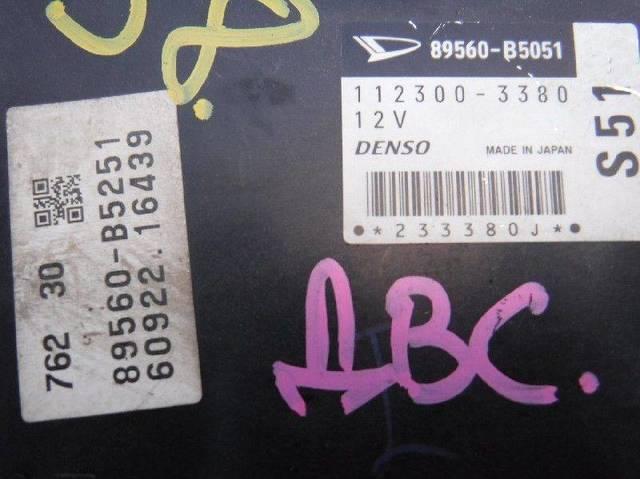 89560-B5051
112300-3380
12V
DENSO MADE IN JAPAN
S51
*233380J*
762 30
89560-B5251
60922.16439
ABC.